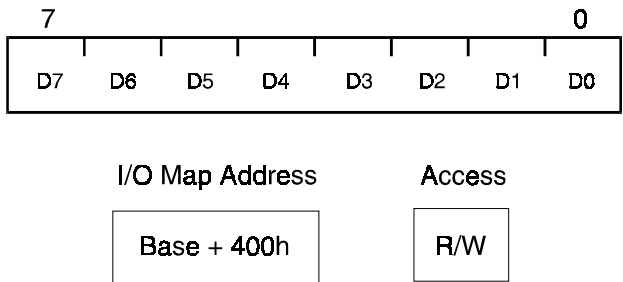 7 0
D7 D6 D5 D4 D3 D2 D1 D0
I/O Map Address Access
Base + 400h R/W